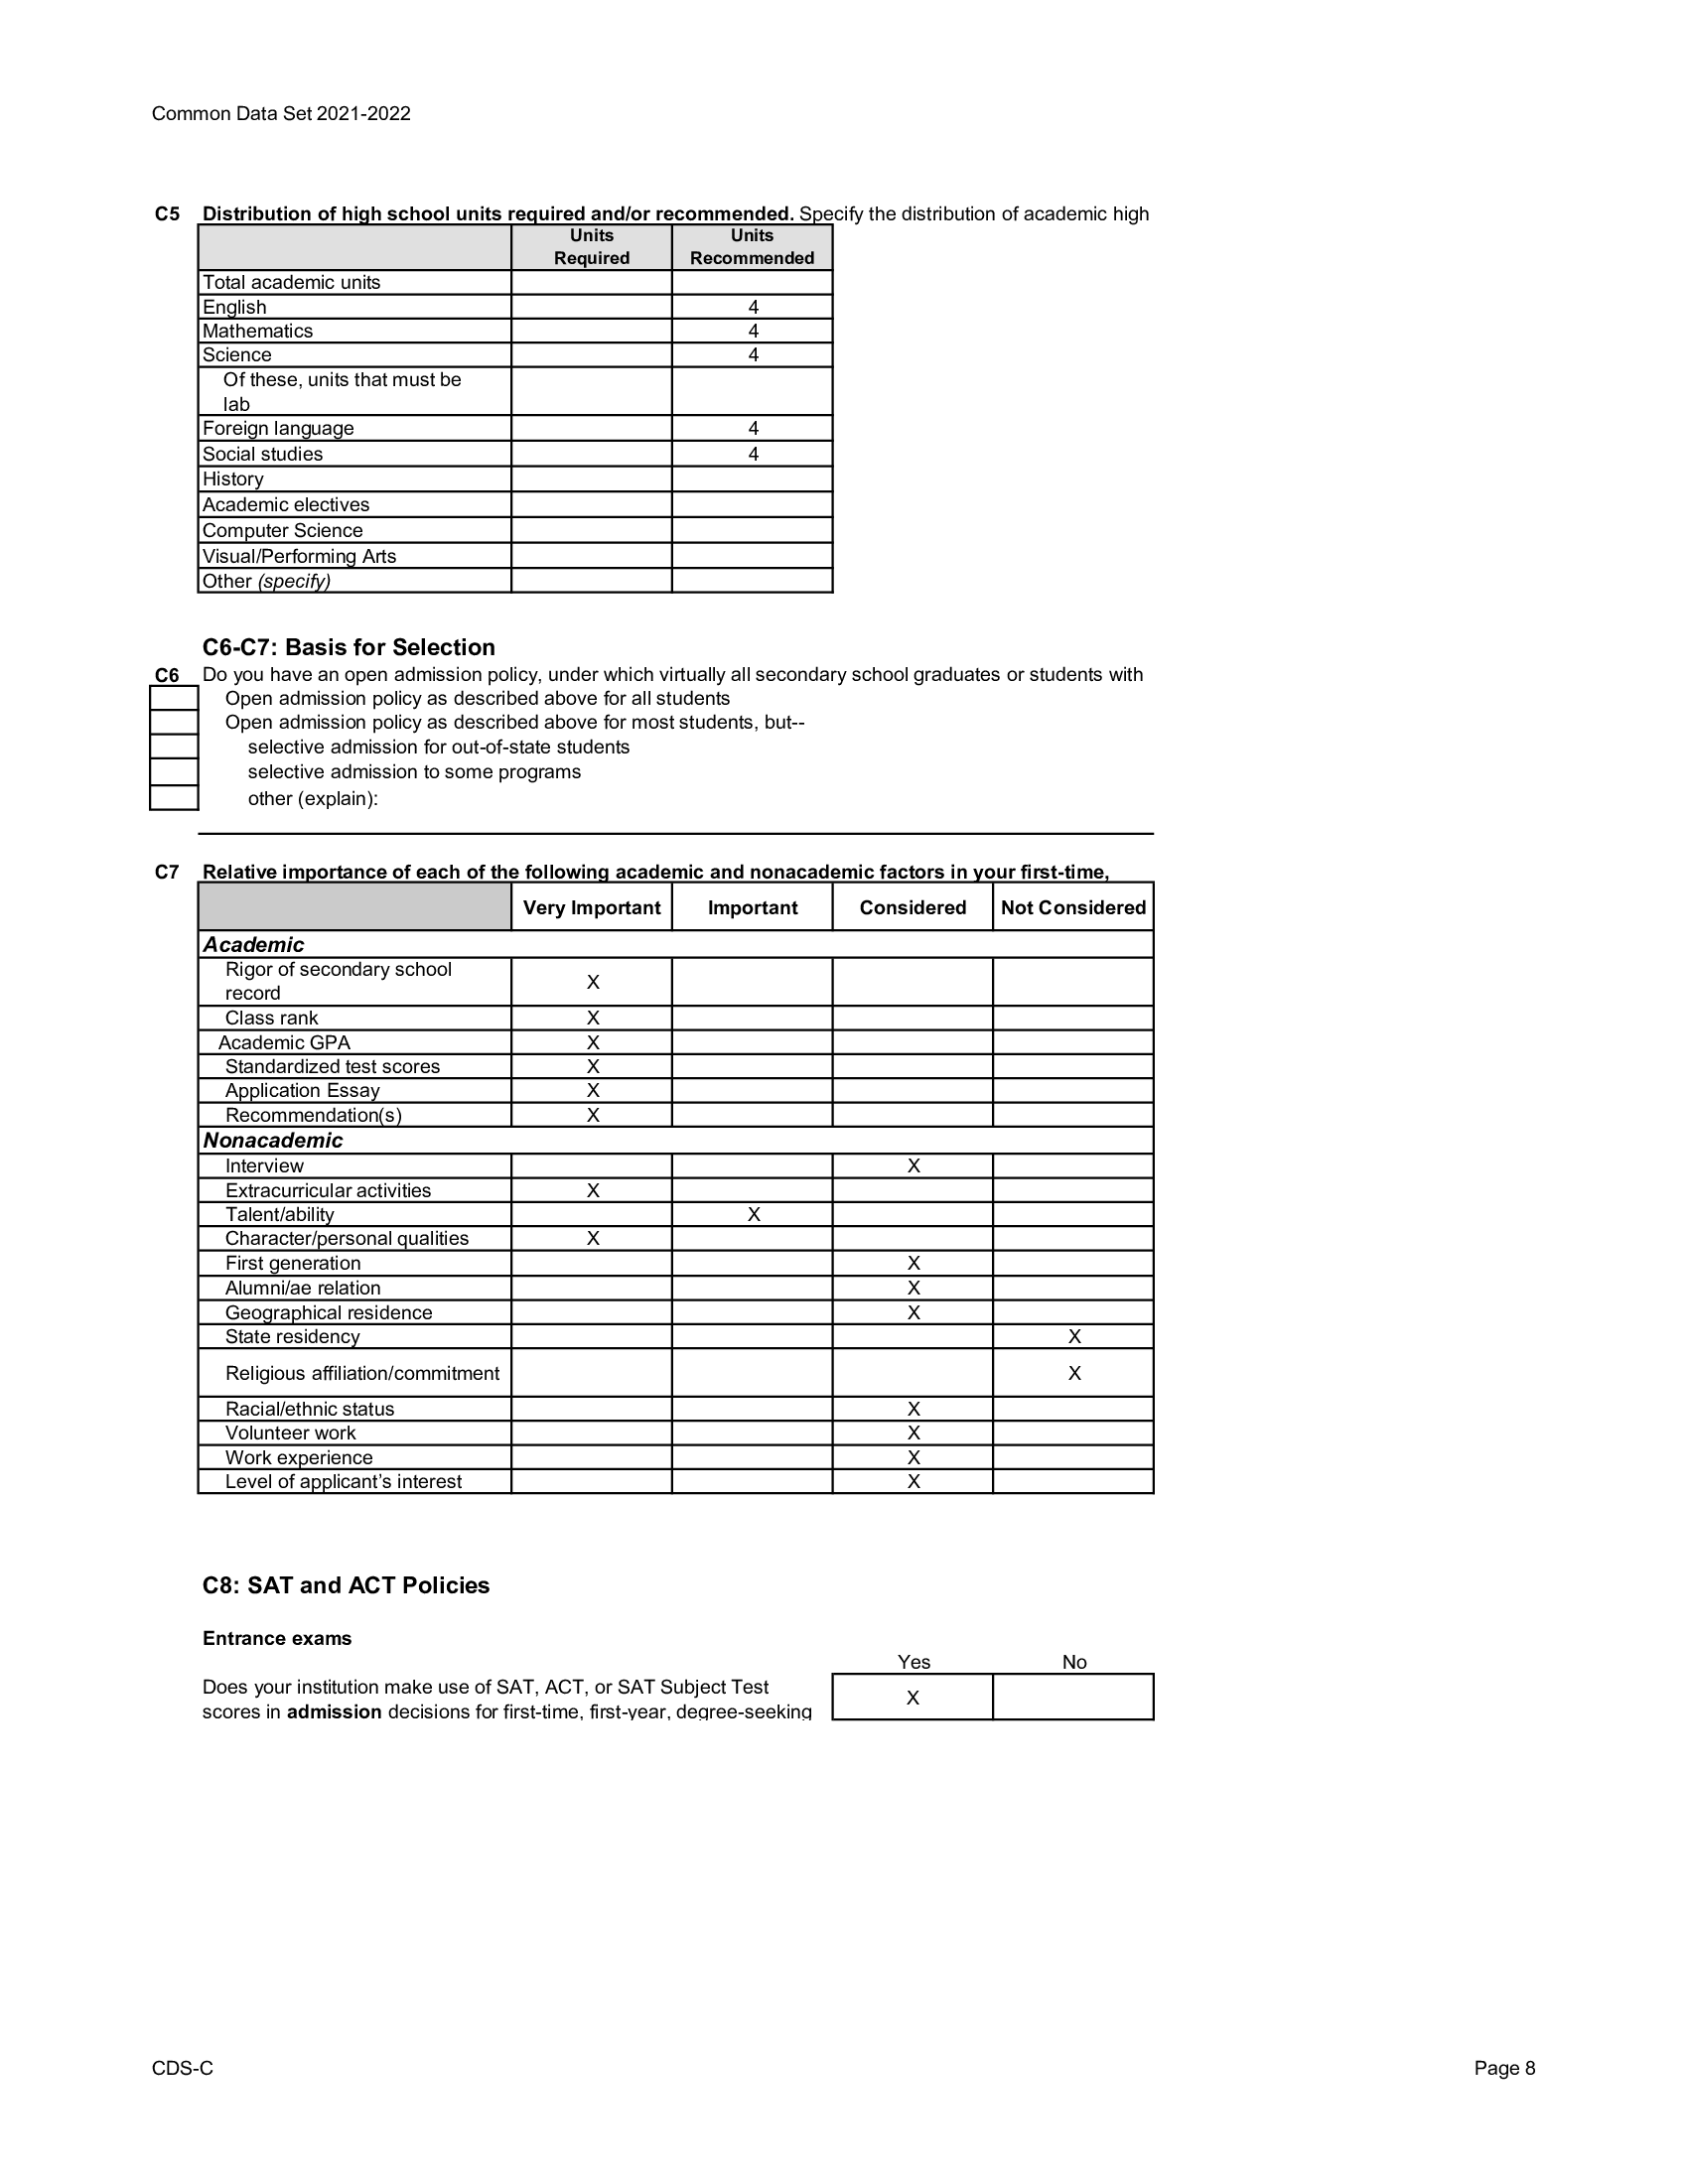 Common Data Set 2021-2022
C5 Distribution of high school units required and/or recommended. Specify the distribution of academic high
Units Required Units Recommended
Total academic units
English 4
Mathematics 4
Science 4
Of these, units that must be
lab
Foreign language 4
Social studies 4
History
Academic electives
Computer Science
Visual/Performing Arts
Other (specify)
C6-C7: Basis for Selection
C6 Do you have an open admission policy, under which virtually all secondary school graduates or students with
Open admission policy as described above for all students
Open admission policy as described above for most students, but--
selective admission for out-of-state students
selective admission to some programs
other (explain):
C7 Relative importance of each of the following academic and nonacademic factors in your first-time,
Very Important Important Considered Not Considered
Academic
Rigor of secondary school
record X
Class rank X
Academic GPA X
Standardized test scores X
Application Essay X
Recommendation(s) X
Nonacademic
Interview X
Extracurricular activities X
Talent/ability X
Character/personal qualities X
First generation X
Alumni/ae relation X
Geographical residence X
State residency X
Religious affiliation/commitment X
Racial/ethnic status X
Volunteer work X
Work experience X
Level of applicant’s interest X
C8: SAT and ACT Policies
Entrance exams
Yes No
Does your institution make use of SAT, ACT, or SAT Subject Test
scores in admission decisions for first-time, first-year, degree-seeking X
CDS-C Page 8